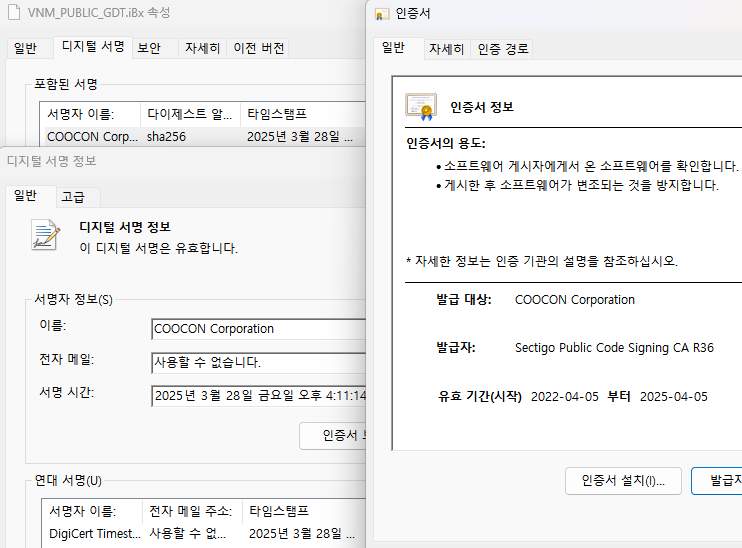 VNM_PUBLIC_GDT.iBx 속성
일반 디지털 서명 보안 자세히 이전 버전
포함된 서명
서명자 이름: 다이제스트 알... 타임스탬프
COOCON Corp... sha256 2025년 3월 28일 ...
디지털 서명 정보
일반 고급
디지털 서명 정보
이 디지털 서명은 유효합니다.
서명자 정보(S)
이름: COOCON Corporation
전자 메일: 사용할 수 없습니다.
서명 시간: 2025년 3월 28일 금요일 오후 4:11:14
인증서
연대 서명(U)
서명자 이름: 전자 메일 주소: 타임스탬프
DigiCert Timest... 사용할 수 없... 2025년 3월 28일 ...
인증서
일반 자세히 인증 경로
인증서 정보
인증서의 용도:
• 소프트웨어 게시자에게서 온 소프트웨어를 확인합니다.
• 게시한 후 소프트웨어가 변조되는 것을 방지합니다.
* 자세한 정보는 인증 기관의 설명을 참조하십시오.
발급 대상: COOCON Corporation
발급자: Sectigo Public Code Signing CA R36
유효 기간(시작) 2022-04-05 부터 2025-04-05
인증서 설치(I)...